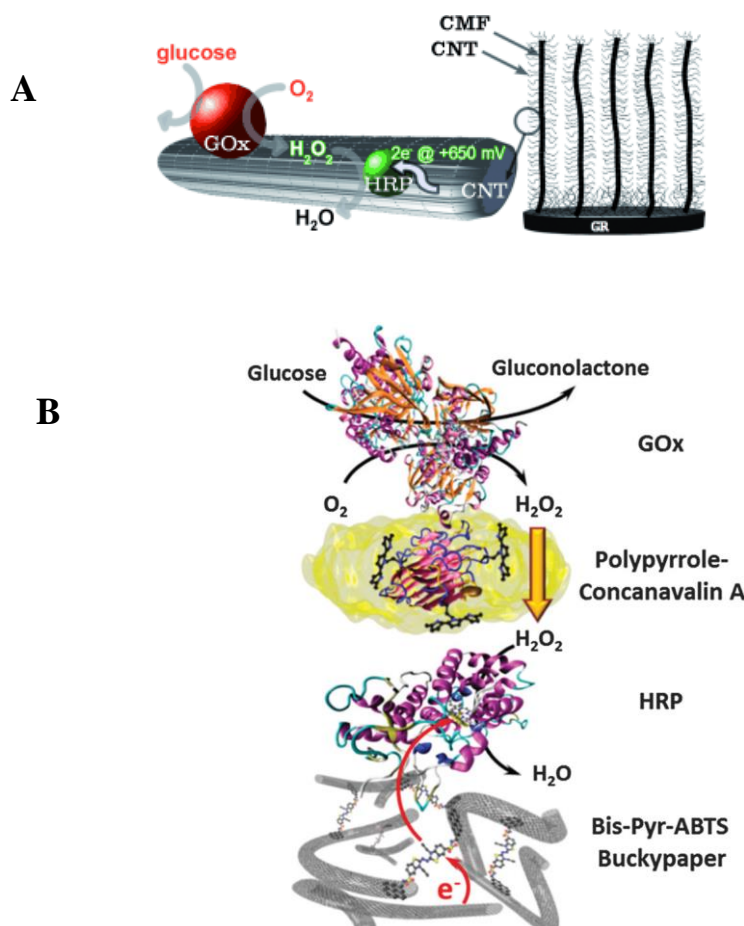 A
glucose
O₂
GOx
H₂O₂
2e⁻ @ +650 mV
HRP
CNT
H₂O
CMF
CNT
GR
B
Glucose
Gluconolactone
GOx
O₂
H₂O₂
Polypyrrole-
Concanavalin A
H₂O₂
HRP
H₂O
Bis-Pyr-ABTS
Buckypaper
e⁻